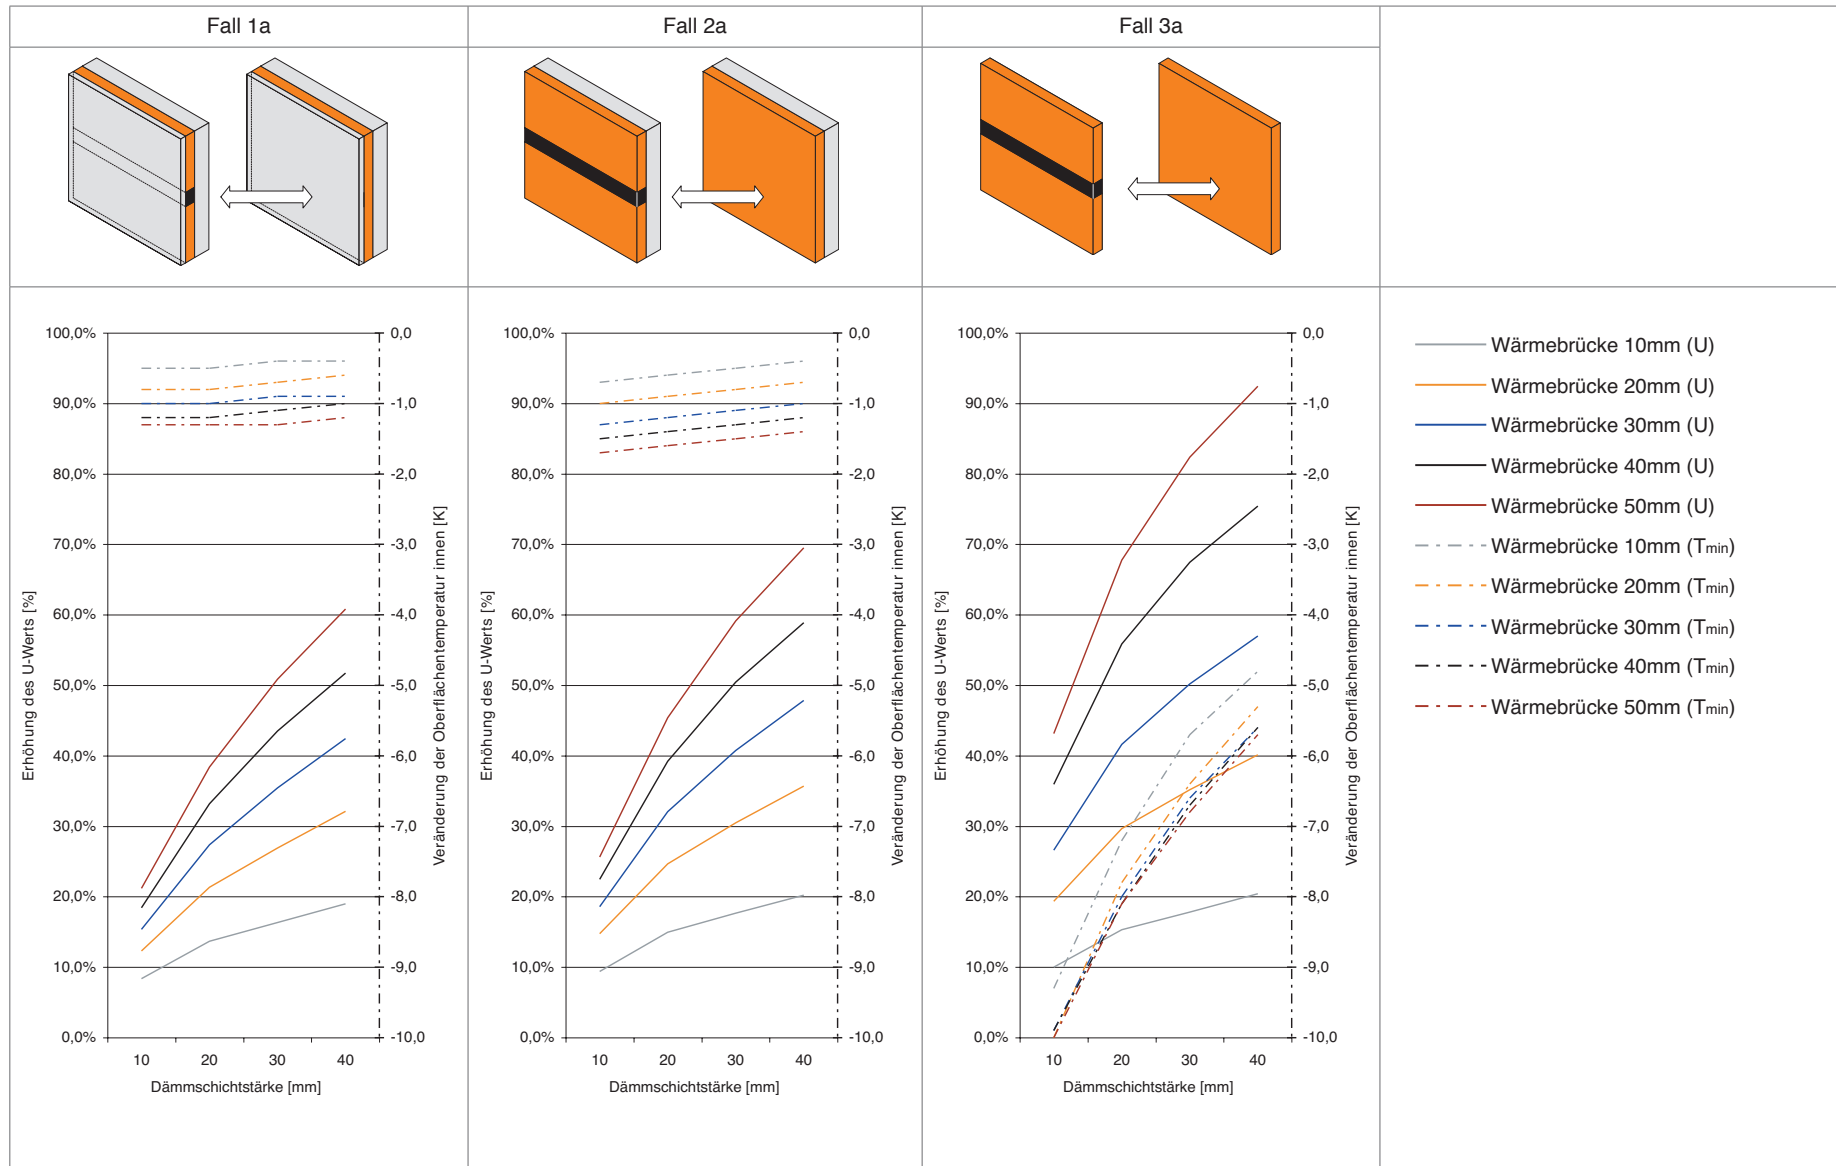 Fall 1a
Fall 2a
Fall 3a
100,0%
90,0%
80,0%
70,0%
60,0%
50,0%
40,0%
30,0%
20,0%
10,0%
0,0%
Erhöhung des U-Werts [%]
0,0
-1,0
-2,0
-3,0
-4,0
-5,0
-6,0
-7,0
-8,0
-9,0
-10,0
Veränderung der Oberflächentemperatur innen [K]
10 20 30 40
Dämmschichtstärke [mm]
100,0%
90,0%
80,0%
70,0%
60,0%
50,0%
40,0%
30,0%
20,0%
10,0%
0,0%
Erhöhung des U-Werts [%]
0,0
-1,0
-2,0
-3,0
-4,0
-5,0
-6,0
-7,0
-8,0
-9,0
-10,0
Veränderung der Oberflächentemperatur innen [K]
10 20 30 40
Dämmschichtstärke [mm]
100,0%
90,0%
80,0%
70,0%
60,0%
50,0%
40,0%
30,0%
20,0%
10,0%
0,0%
Erhöhung des U-Werts [%]
0,0
-1,0
-2,0
-3,0
-4,0
-5,0
-6,0
-7,0
-8,0
-9,0
-10,0
Veränderung der Oberflächentemperatur innen [K]
10 20 30 40
Dämmschichtstärke [mm]
Wärmebrücke 10mm (U)
Wärmebrücke 20mm (U)
Wärmebrücke 30mm (U)
Wärmebrücke 40mm (U)
Wärmebrücke 50mm (U)
Wärmebrücke 10mm (Tmin)
Wärmebrücke 20mm (Tmin)
Wärmebrücke 30mm (Tmin)
Wärmebrücke 40mm (Tmin)
Wärmebrücke 50mm (Tmin)